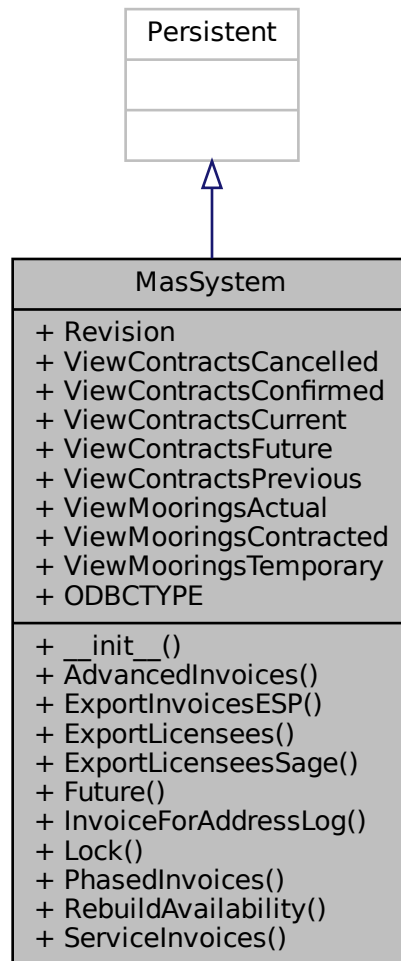 Persistent
MasSystem
+ Revision
+ ViewContractsCancelled
+ ViewContractsConfirmed
+ ViewContractsCurrent
+ ViewContractsFuture
+ ViewContractsPrevious
+ ViewMooringsActual
+ ViewMooringsContracted
+ ViewMooringsTemporary
+ ODBCTYPE
+ __init__()
+ AdvancedInvoices()
+ ExportInvoicesESP()
+ ExportLicensees()
+ ExportLicenseesSage()
+ Future()
+ InvoiceForAddressLog()
+ Lock()
+ PhasedInvoices()
+ RebuildAvailability()
+ ServiceInvoices()